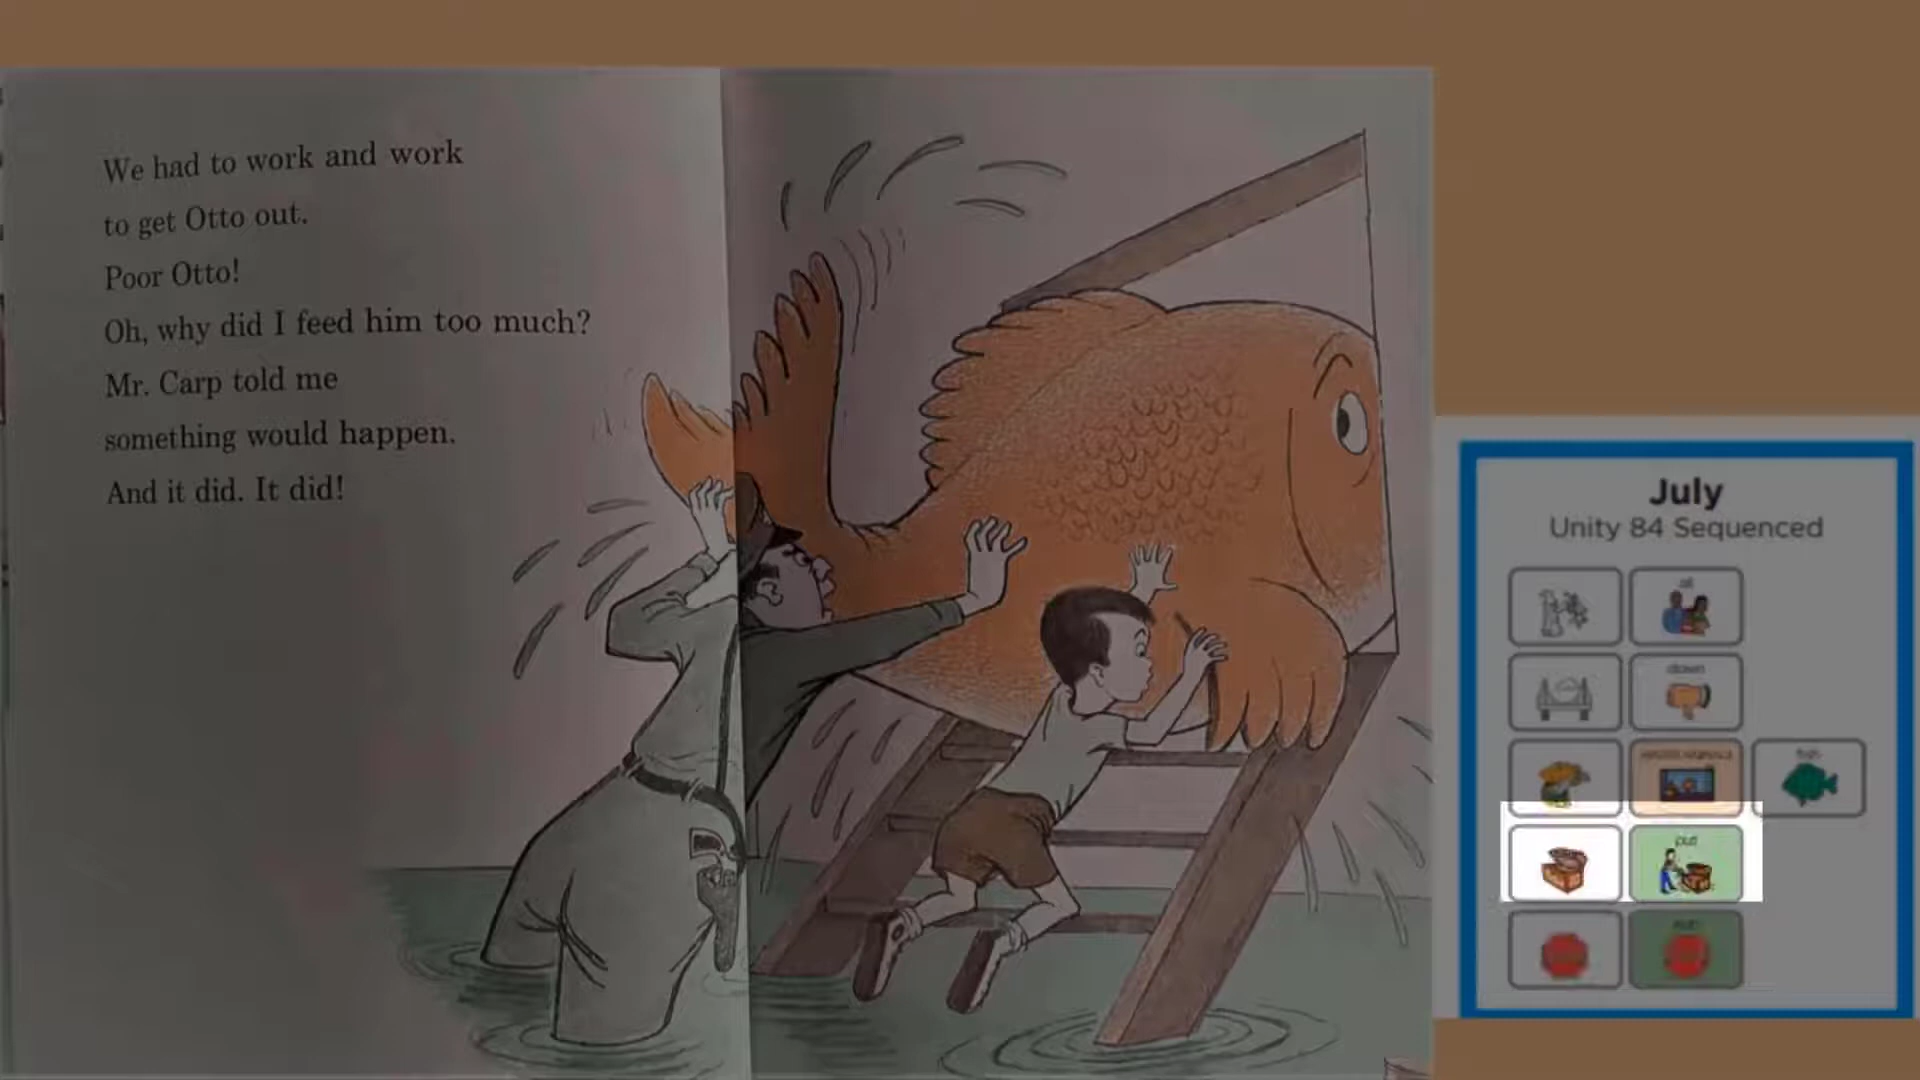 We had to work and work
to get Otto out.
Poor Otto!
Oh, why did I feed him too much?
Mr. Carp told me
something would happen.
And it did. It did!
July
Unity 84 Sequenced
all
down
fish
put